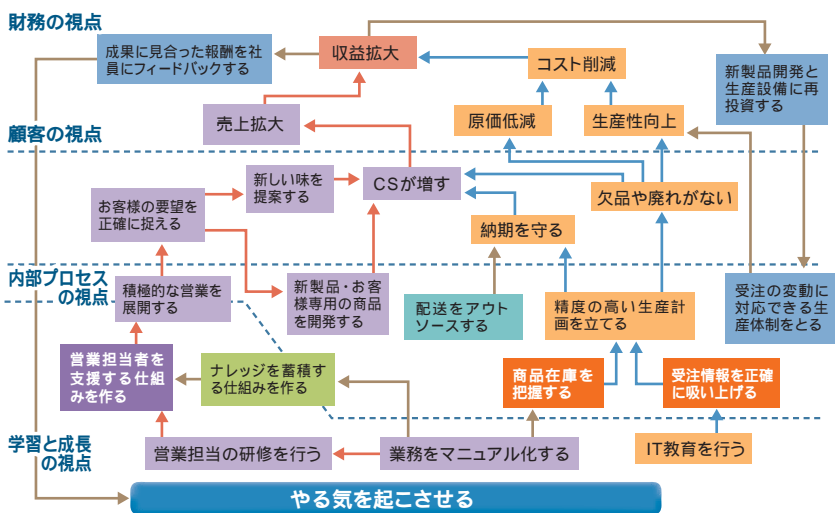 財務の視点
成果に見合った報酬を社
員にフィードバックする
収益拡大
コスト削減
新製品開発と
生産設備に再
投資する
売上拡大
原価低減
生産性向上
顧客の視点
お客様の要望を
正確に捉える
新しい味を
提案する
CSが増す
納期を守る
欠品や廃れがない
内部プロセス
の視点
積極的な営業を
展開する
新製品・お客
様専用の商品
を開発する
配送をアウト
ソースする
精度の高い生産計
画を立てる
受注の変動に
対応できる生
産体制をとる
営業担当者を
支援する仕組
みを作る
ナレッジを蓄積す
る仕組みを作る
商品在庫を
把握する
受注情報を正確
に吸い上げる
学習と成長
の視点
営業担当の研修を行う
業務をマニュアル化する
IT教育を行う
やる気を起こさせる